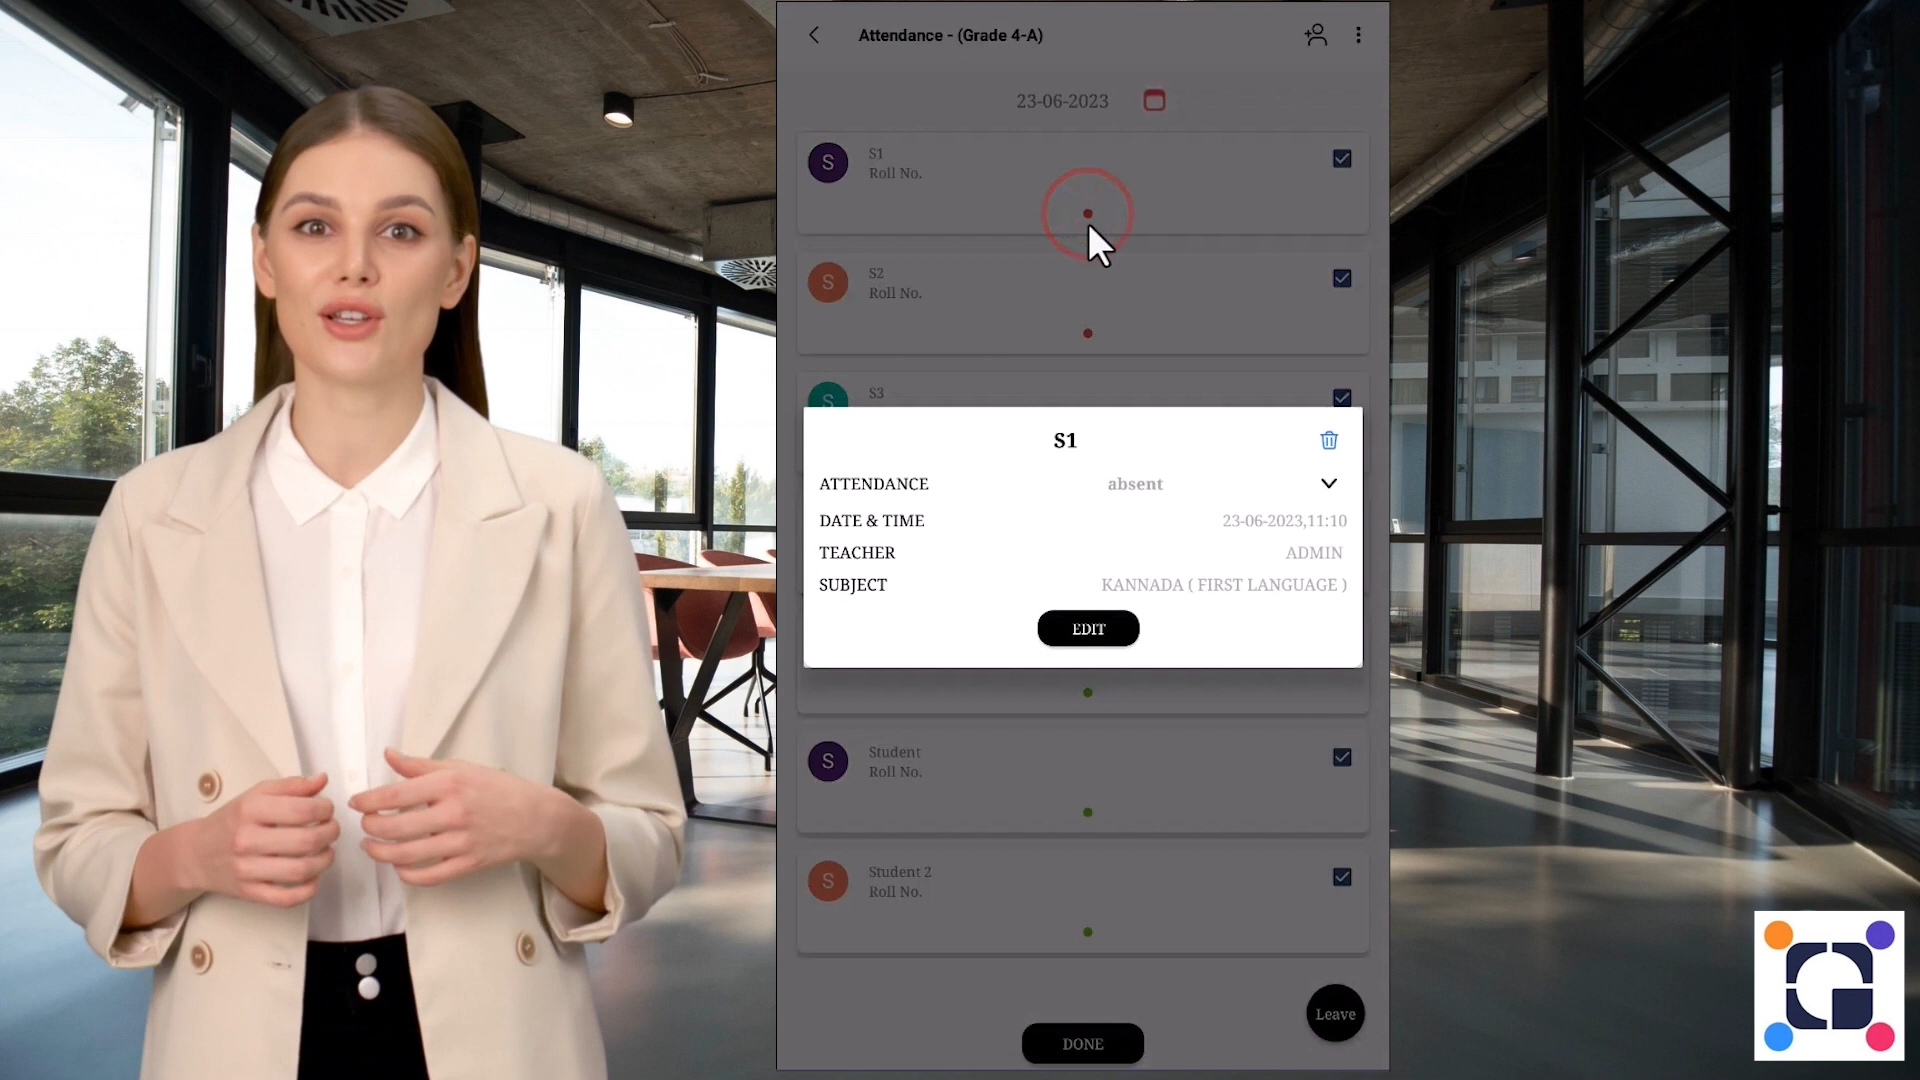 Attendance - (Grade 4-A)
23-06-2023
S
S1
Roll No.
S
S2
Roll No.
S
S3
S1
ATTENDANCE absent
DATE & TIME 23-06-2023,11:10
TEACHER ADMIN
SUBJECT KANNADA ( FIRST LANGUAGE )
EDIT
S
Student
Roll No.
S
Student 2
Roll No.
Leave
DONE